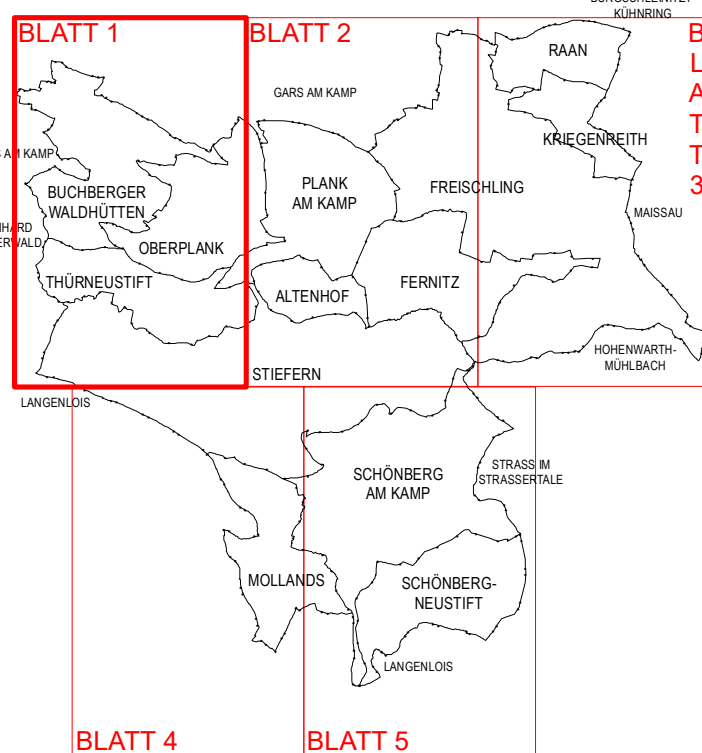 KÜHNRING
BLATT 1
BLATT 2
B
L
A
T
T
3
RAAN
GARS AM KAMP
KRIEGENREITH
AM KAMP
PLANK
AM KAMP
FREISCHLING
BUCHBERGER
WALDHÜTTEN
MAISSAU
OBERPLANK
THÜRNEUSTIFT
ALTENHOF
FERNITZ
HOHENWARTH-
MÜHLBACH
STIEFERN
LANGENLOIS
SCHÖNBERG
AM KAMP
STRASS IM
STRASSERTALE
MOLLANDS
SCHÖNBERG-
NEUSTIFT
LANGENLOIS
BLATT 4
BLATT 5